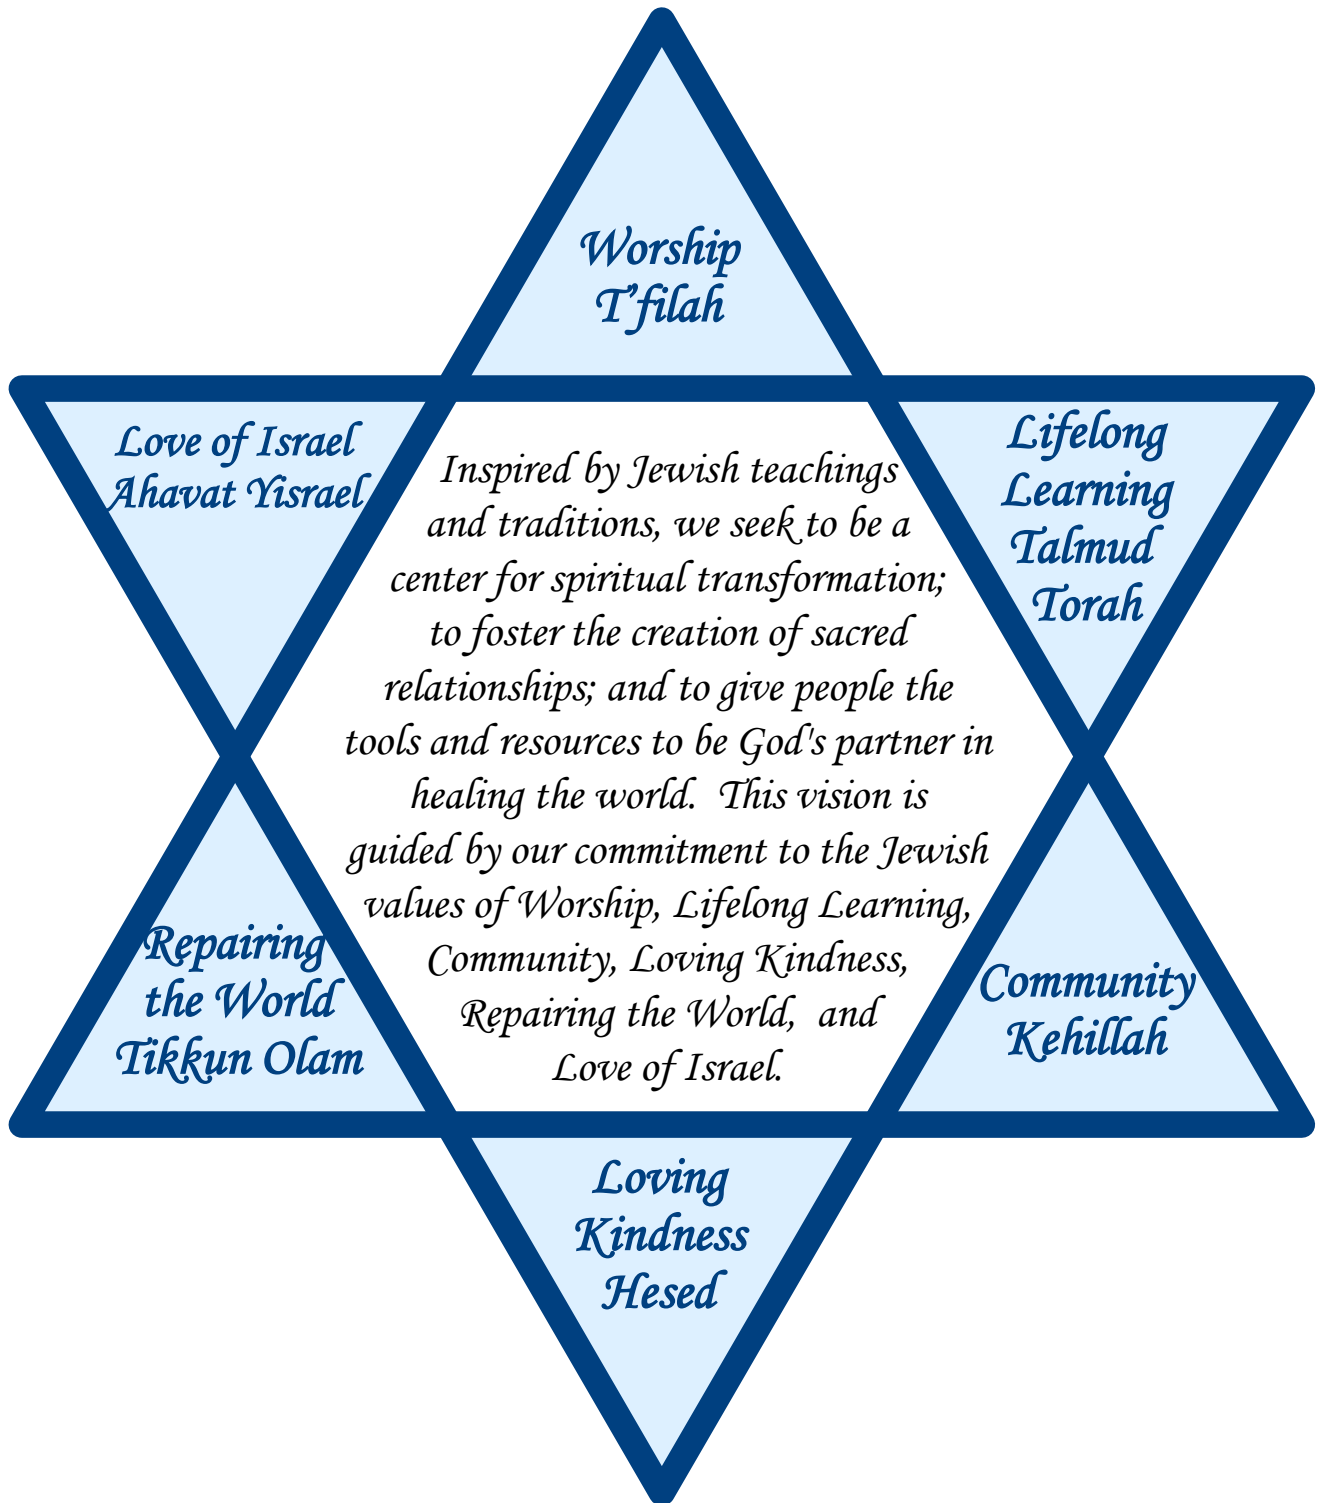 Worship
T'filah
Love of Israel
Ahavat Yisrael
Lifelong
Learning
Talmud
Torah
Inspired by Jewish teachings
and traditions, we seek to be a
center for spiritual transformation;
to foster the creation of sacred
relationships; and to give people the
tools and resources to be God's partner in
healing the world.  This vision is
guided by our commitment to the Jewish
values of Worship, Lifelong Learning,
Community, Loving Kindness,
Repairing the World,  and
Love of Israel.
Repairing
the World
Tikkun Olam
Community
Kehillah
Loving
Kindness
Hesed